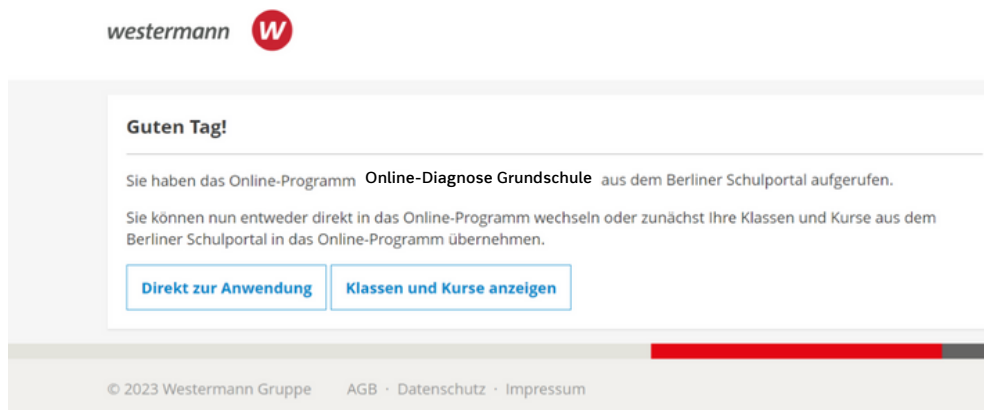 westermann W
Guten Tag!
Sie haben das Online-Programm Online-Diagnose Grundschule aus dem Berliner Schulportal aufgerufen.
Sie können nun entweder direkt in das Online-Programm wechseln oder zunächst Ihre Klassen und Kurse aus dem
Berliner Schulportal in das Online-Programm übernehmen.
Direkt zur Anwendung Klassen und Kurse anzeigen
© 2023 Westermann Gruppe AGB · Datenschutz · Impressum